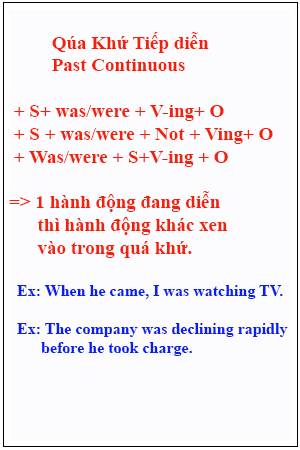 Qúa Khứ Tiếp diễn
Past Continuous
+ S+ was/were + V-ing+ O
+ S + was/were + Not + Ving+ O
+ Was/were + S+V-ing + O
=> 1 hành động đang diễn
thì hành động khác xen
vào trong quá khứ.
Ex: When he came, I was watching TV.
Ex: The company was declining rapidly
before he took charge.